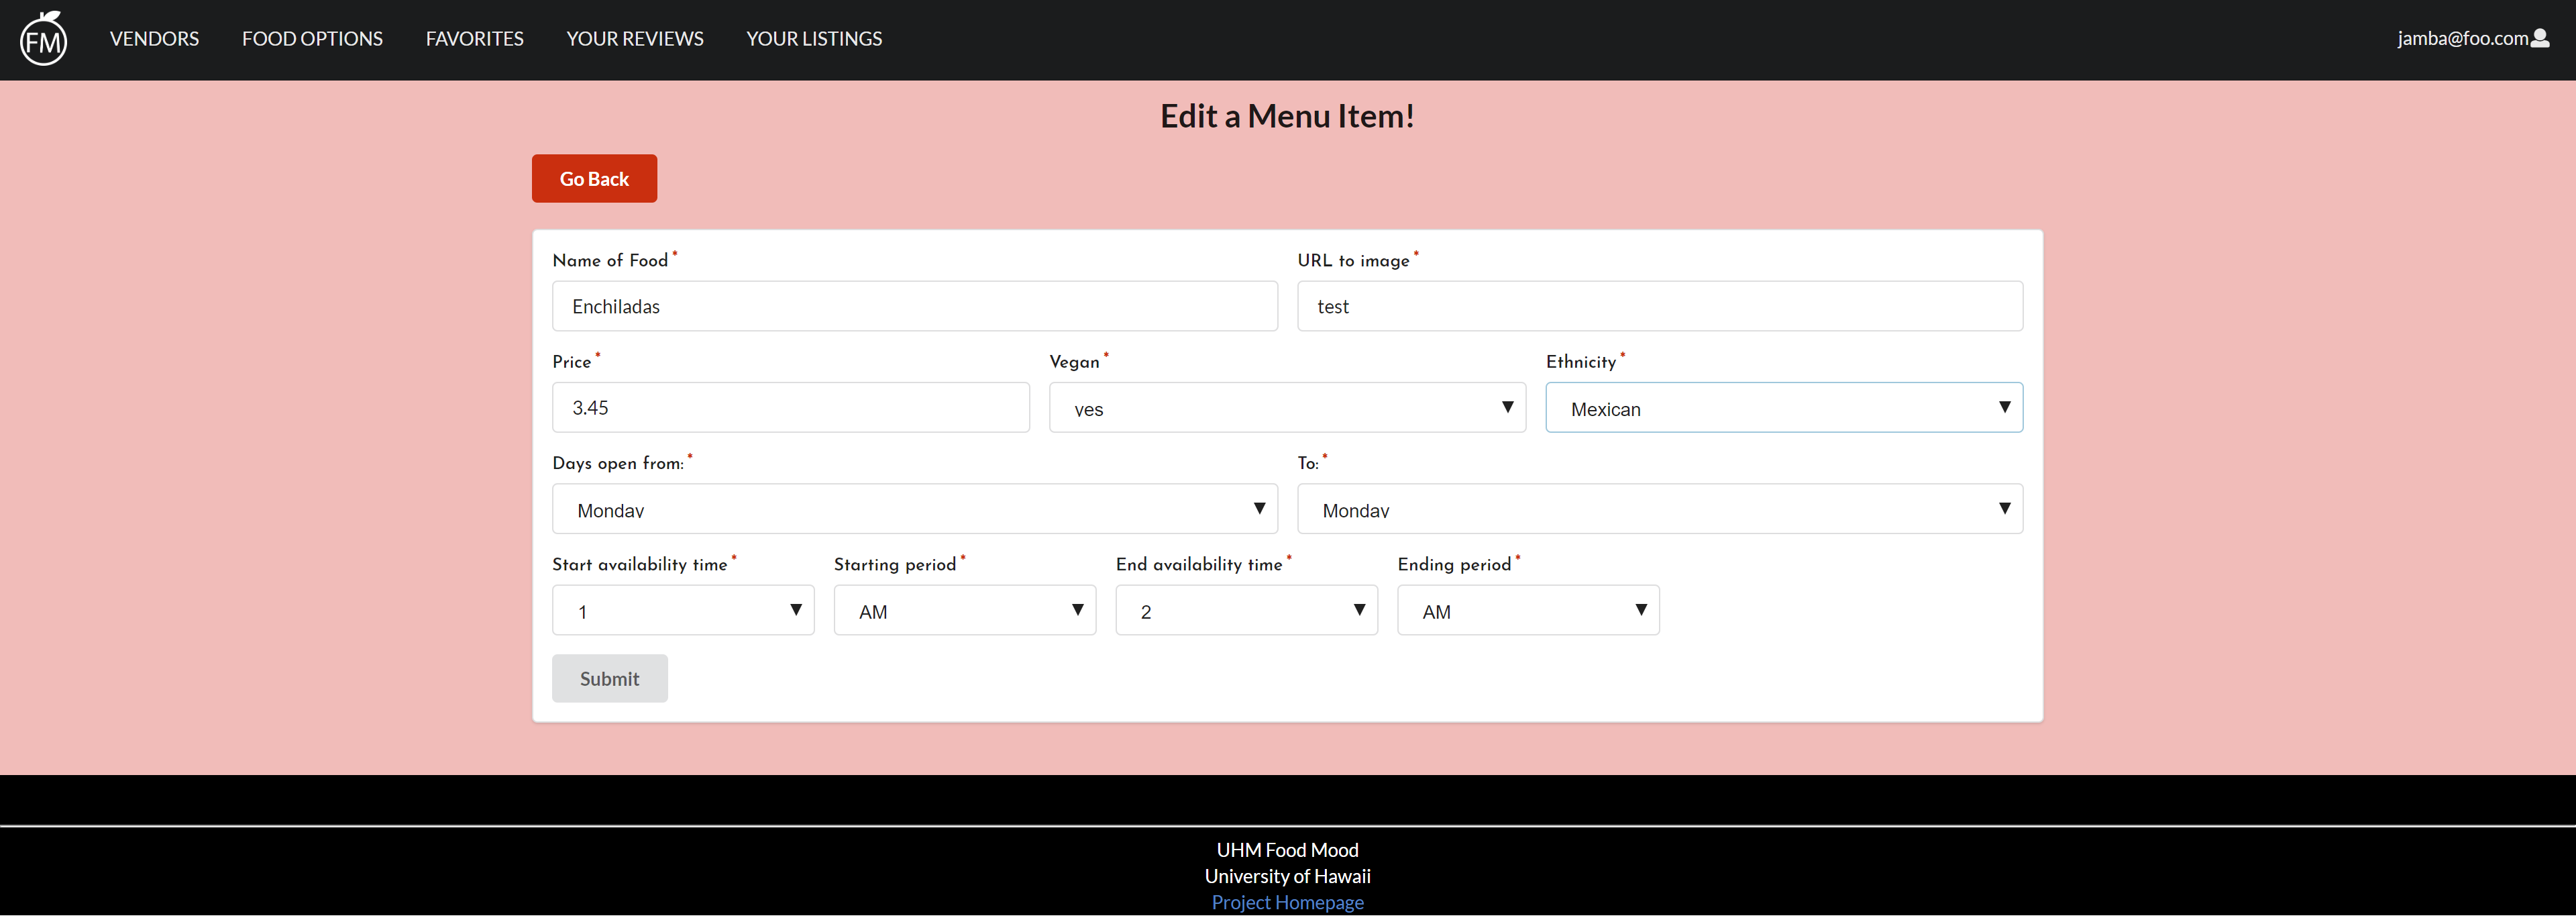 FM VENDORS FOOD OPTIONS FAVORITES YOUR REVIEWS YOUR LISTINGS jamba@foo.com
Edit a Menu Item!
Go Back
Name of Food * URL to image *
Enchiladas test
Price * Vegan * Ethnicity *
3.45 yes Mexican
Days open from: * To: *
Monday Monday
Start availability time * Starting period * End availability time * Ending period *
1 AM 2 AM
Submit
UHM Food Mood
University of Hawaii
Project Homepage